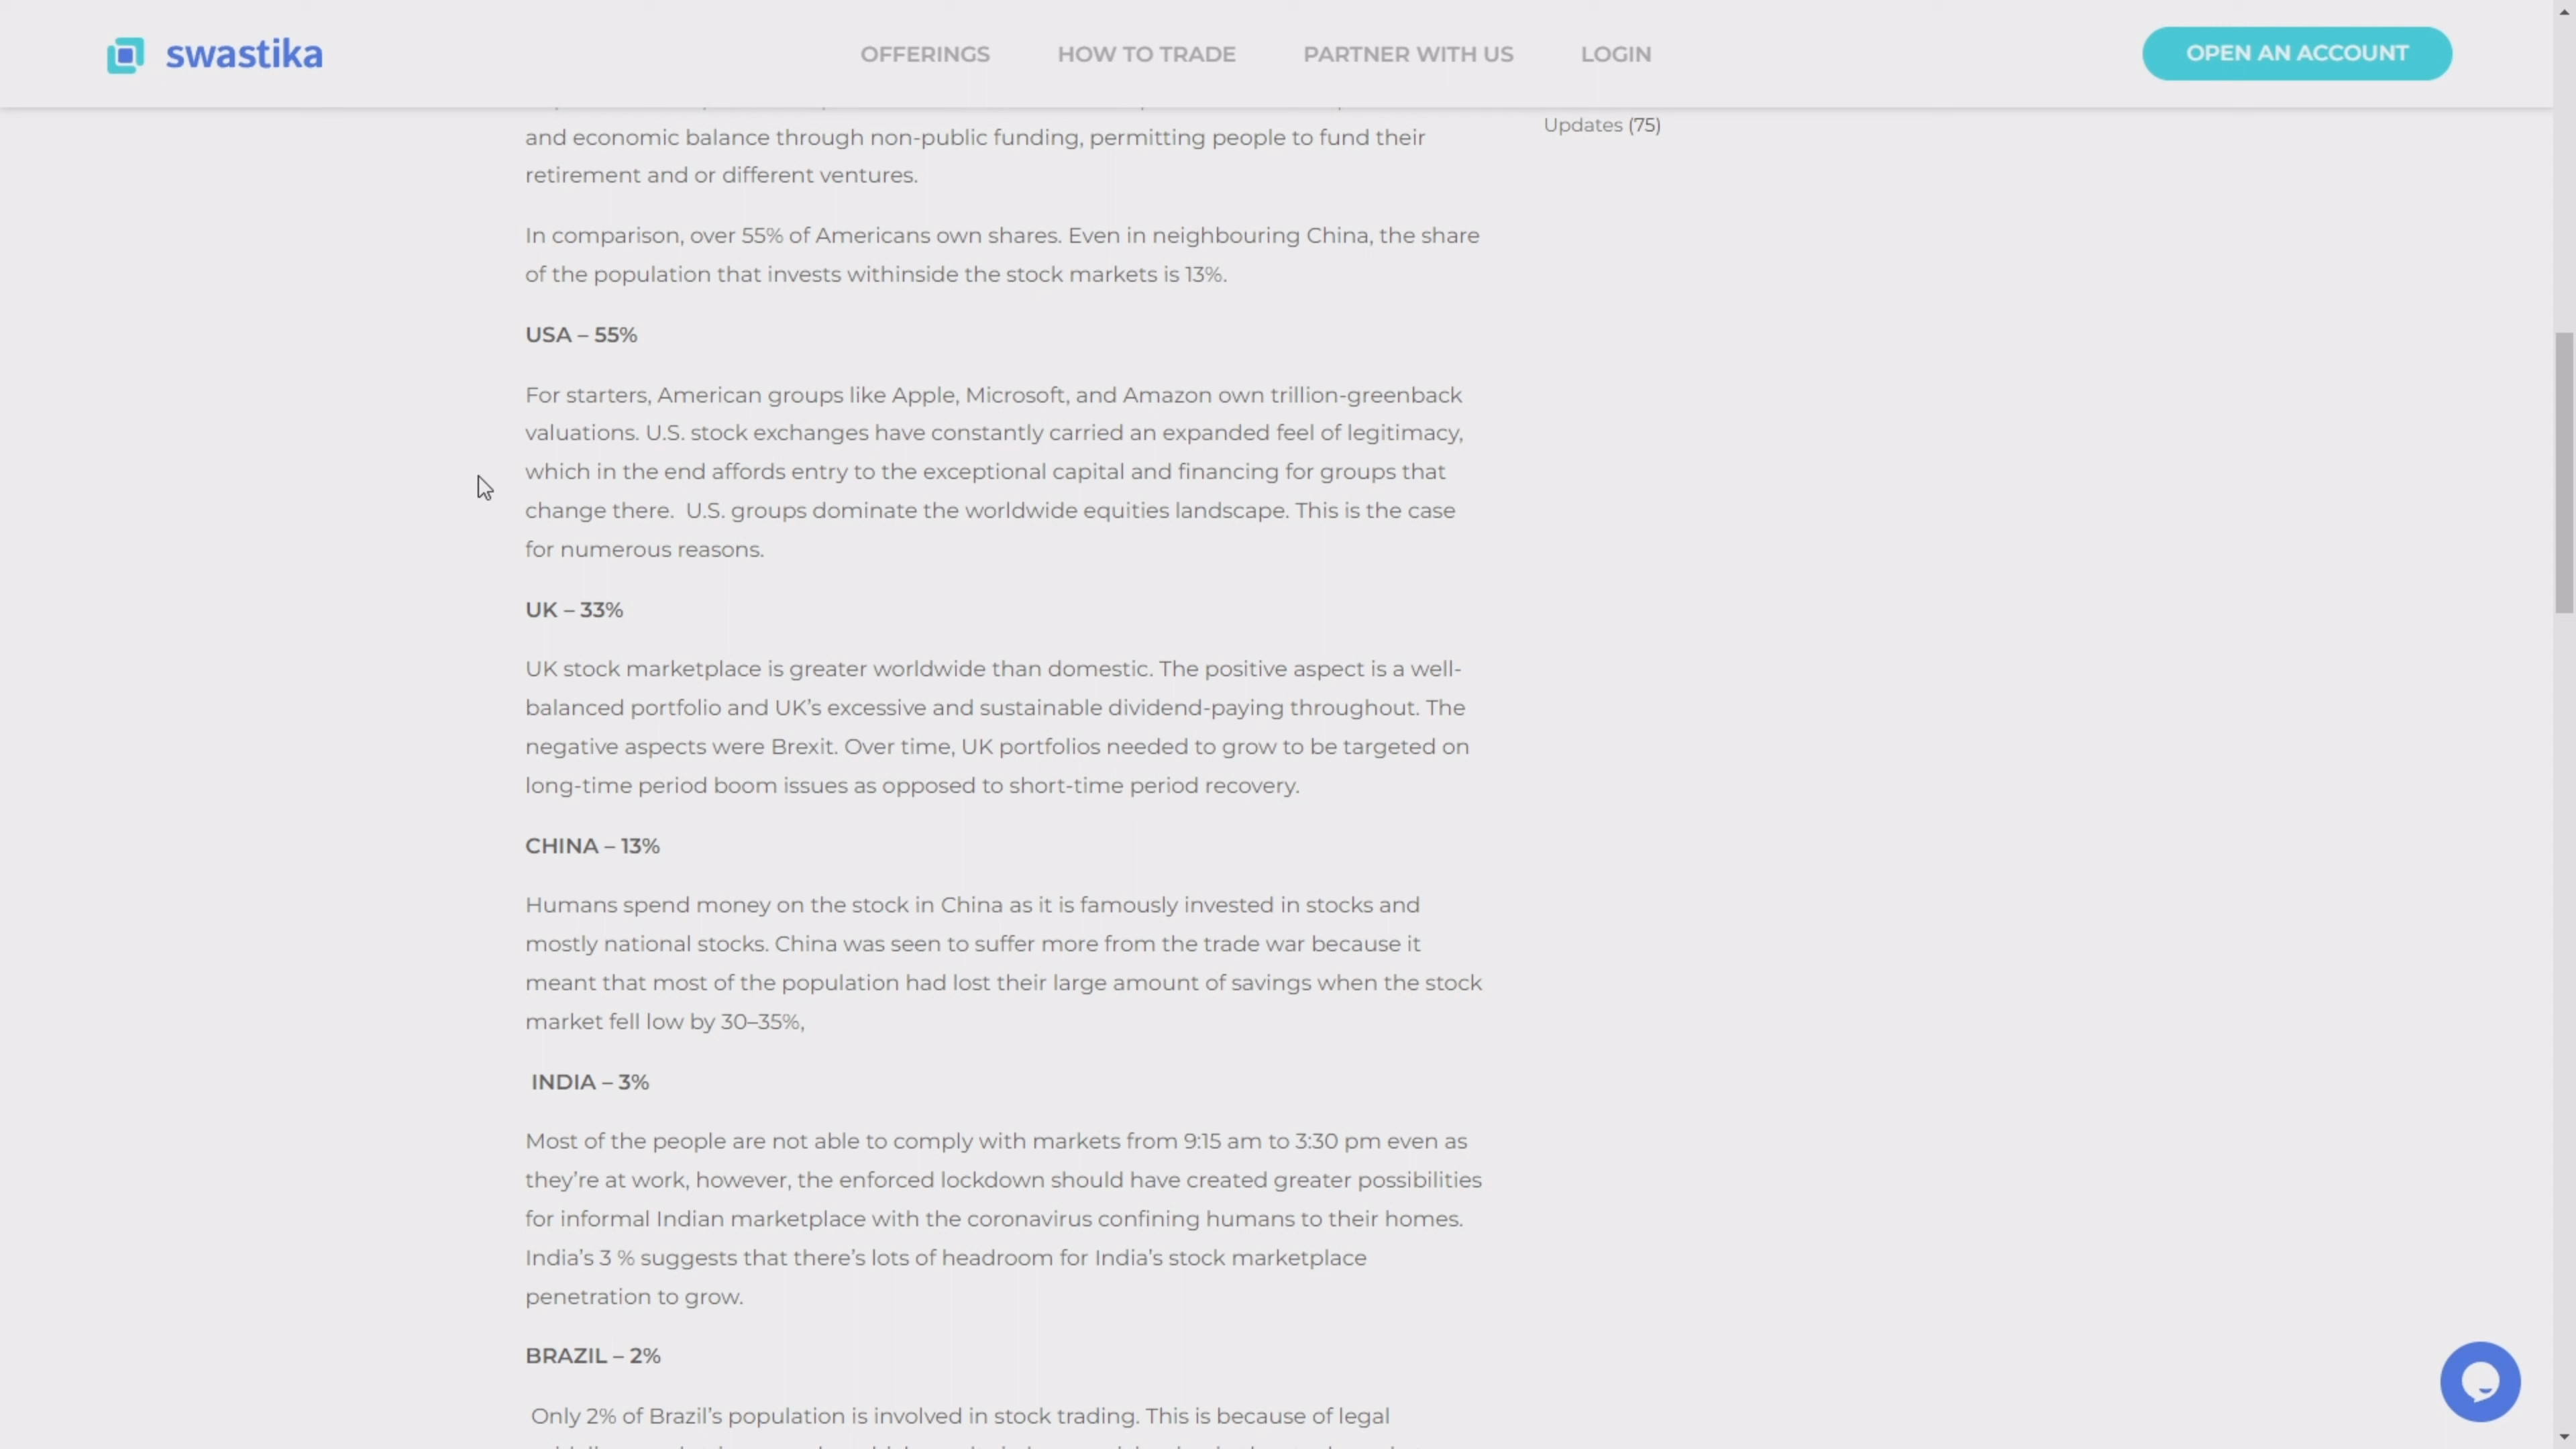 swastika
OFFERINGS
HOW TO TRADE
PARTNER WITH US
LOGIN
OPEN AN ACCOUNT
Updates (75)
and economic balance through non-public funding, permitting people to fund their
retirement and or different ventures.
In comparison, over 55% of Americans own shares. Even in neighbouring China, the share
of the population that invests withinside the stock markets is 13%.
USA – 55%
For starters, American groups like Apple, Microsoft, and Amazon own trillion-greenback
valuations. U.S. stock exchanges have constantly carried an expanded feel of legitimacy,
which in the end affords entry to the exceptional capital and financing for groups that
change there.  U.S. groups dominate the worldwide equities landscape. This is the case
for numerous reasons.
UK – 33%
UK stock marketplace is greater worldwide than domestic. The positive aspect is a well-
balanced portfolio and UK’s excessive and sustainable dividend-paying throughout. The
negative aspects were Brexit. Over time, UK portfolios needed to grow to be targeted on
long-time period boom issues as opposed to short-time period recovery.
CHINA – 13%
Humans spend money on the stock in China as it is famously invested in stocks and
mostly national stocks. China was seen to suffer more from the trade war because it
meant that most of the population had lost their large amount of savings when the stock
market fell low by 30–35%,
INDIA – 3%
Most of the people are not able to comply with markets from 9:15 am to 3:30 pm even as
they’re at work, however, the enforced lockdown should have created greater possibilities
for informal Indian marketplace with the coronavirus confining humans to their homes.
India’s 3 % suggests that there’s lots of headroom for India’s stock marketplace
penetration to grow.
BRAZIL – 2%
Only 2% of Brazil’s population is involved in stock trading. This is because of legal